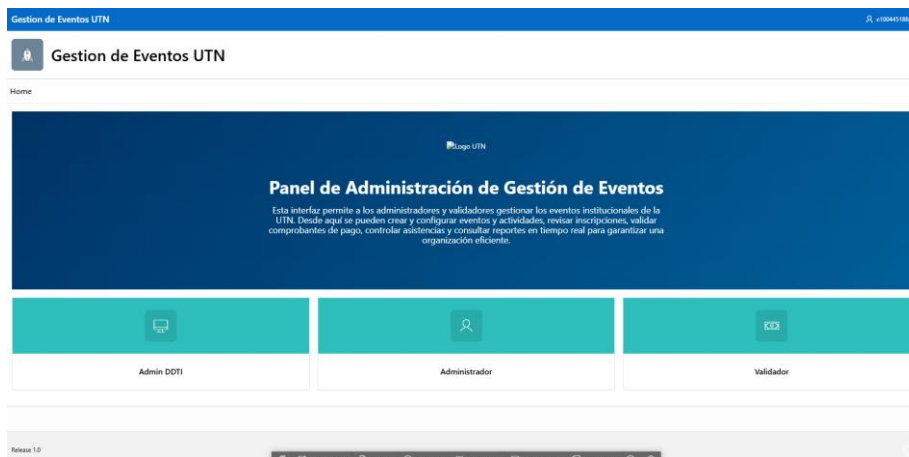 Gestion de Eventos UTN
Gestion de Eventos UTN
Home
Logo UTN
Panel de Administración de Gestión de Eventos
Esta interfaz permite a los administradores y validadores gestionar los eventos institucionales de la
UTN. Desde aquí se pueden crear y configurar eventos y actividades, revisar inscripciones, validar
comprobantes de pago, controlar asistencias y consultar reportes en tiempo real para garantizar una
organización eficiente.
Admin DDTI
Administrador
Validador
Release 1.0